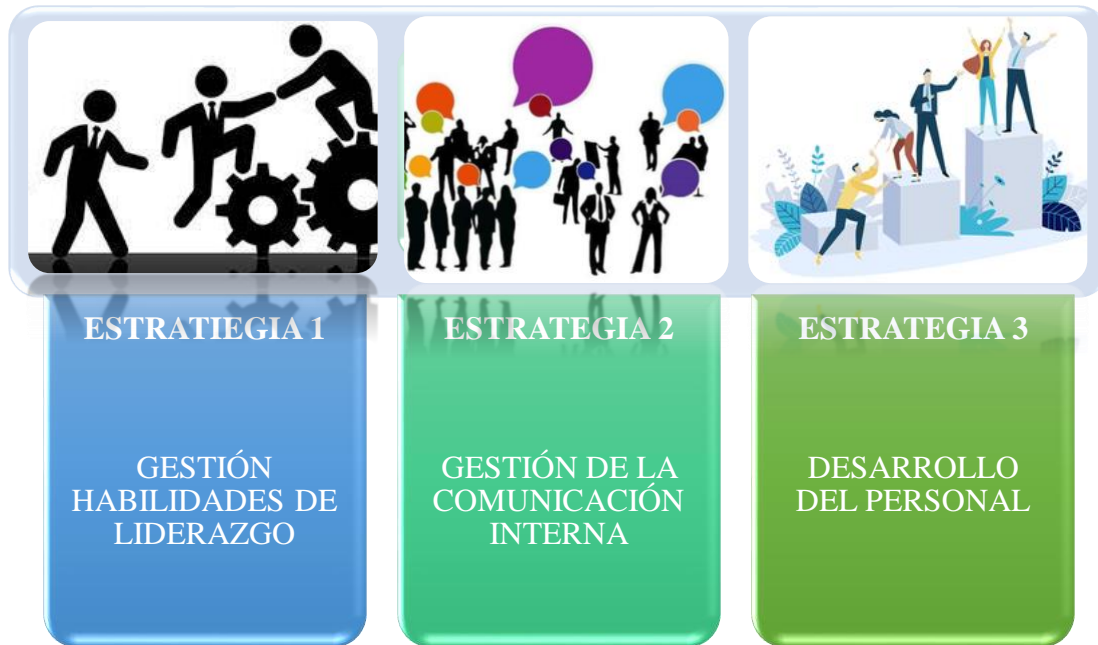 ESTRATIEGIA 1
GESTIÓN
HABILIDADES DE
LIDERAZGO
ESTRATEGIA 2
GESTIÓN DE LA
COMUNICACIÓN
INTERNA
ESTRATEGIA 3
DESARROLLO
DEL PERSONAL